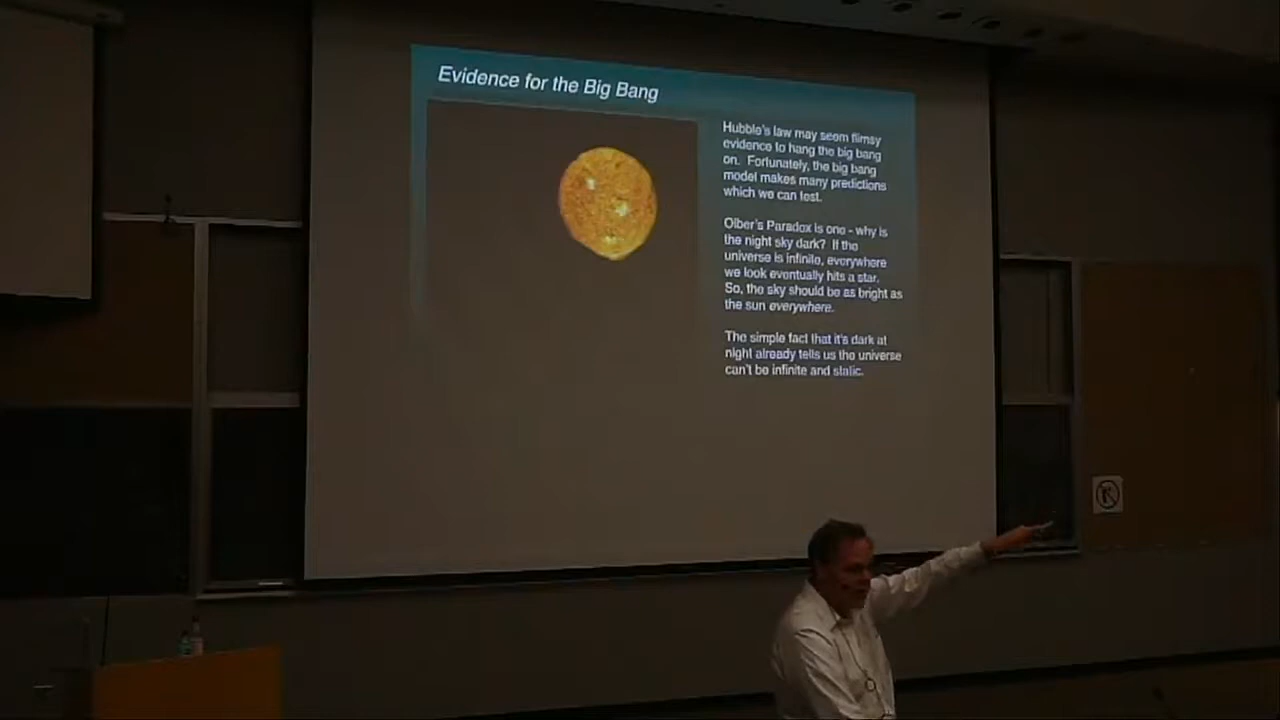 Evidence for the Big Bang
Hubble's law may seem flimsy
evidence to hang the big bang
on. Fortunately, the big bang
model makes many predictions
which we can test.
Olber's Paradox is one - why is
the night sky dark? If the
universe is infinite, everywhere
we look eventually hits a star.
So, the sky should be as bright as
the sun everywhere.
The simple fact that it's dark at
night already tells us the universe
can't be infinite and static.